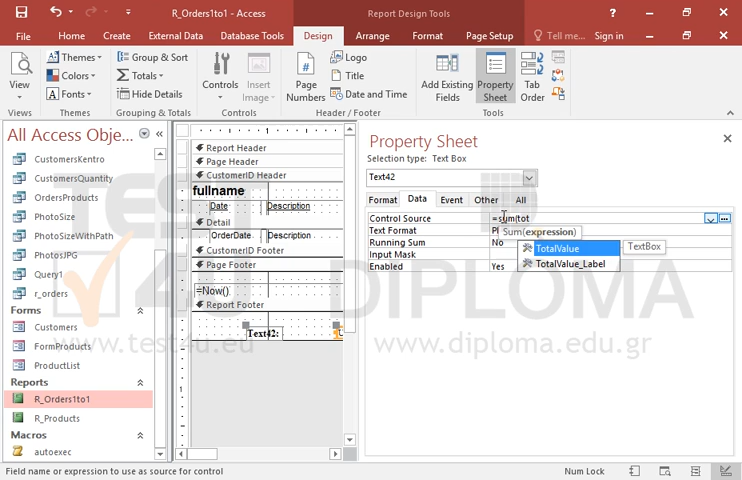 R_Orders1to1 - Access
Report Design Tools
File
Home
Create
External Data
Database Tools
Design
Arrange
Format
Page Setup
Tell me...
Sign in
View
Views
Themes
Colors
Fonts
Themes
Group & Sort
Totals
Hide Details
Grouping & Totals
Controls
Controls
Insert
Image
Page
Numbers
Logo
Title
Date and Time
Header / Footer
Add Existing
Fields
Property
Sheet
Tab
Order
Tools
All Access Obje...
CustomersKentro
CustomersQuantity
OrdersProducts
PhotoSize
PhotoSizeWithPath
PhotosJPG
Query1
r_orders
Forms
Customers
FormProducts
ProductList
Reports
R_Orders1to1
R_Products
Macros
autoexec
Report Header
Page Header
CustomerID Header
fullname
Date
Description
Detail
OrderDate
Description
CustomerID Footer
Page Footer
=Now()
Report Footer
Text42:
1
Property Sheet
Selection type: Text Box
Text42
Format
Data
Event
Other
All
Control Source
=sum(tot
Text Format
Running Sum
No
Input Mask
Enabled
Yes
Sum(expression)
TotalValue
TotalValue_Label
TextBox
TEST
4U
DIPLOMA
www.test4u.eu
www.diploma.edu.gr
Field name or expression to use as source for control
Num Lock